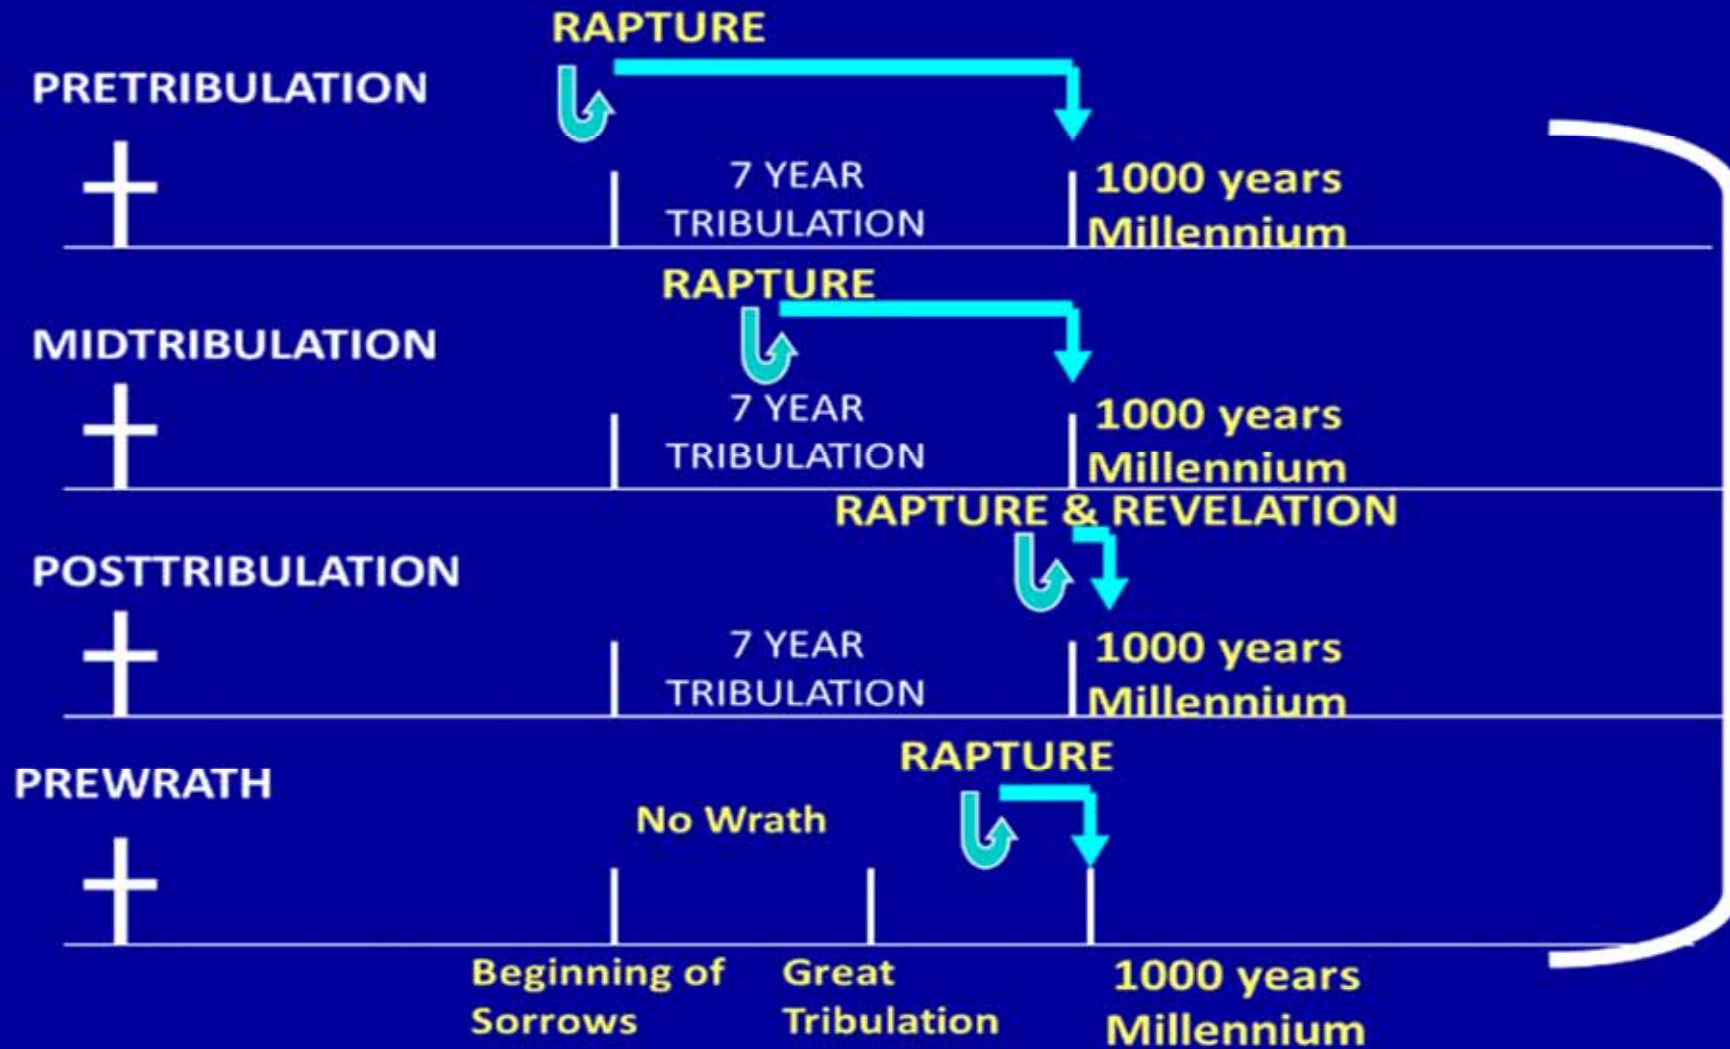 RAPTURE
PRETRIBULATION
7 YEAR
TRIBULATION
1000 years
Millennium
RAPTURE
MIDTRIBULATION
7 YEAR
TRIBULATION
1000 years
Millennium
RAPTURE & REVELATION
POSTTRIBULATION
7 YEAR
TRIBULATION
1000 years
Millennium
RAPTURE
PREWRATH
No Wrath
Beginning of
Sorrows
Great
Tribulation
1000 years
Millennium